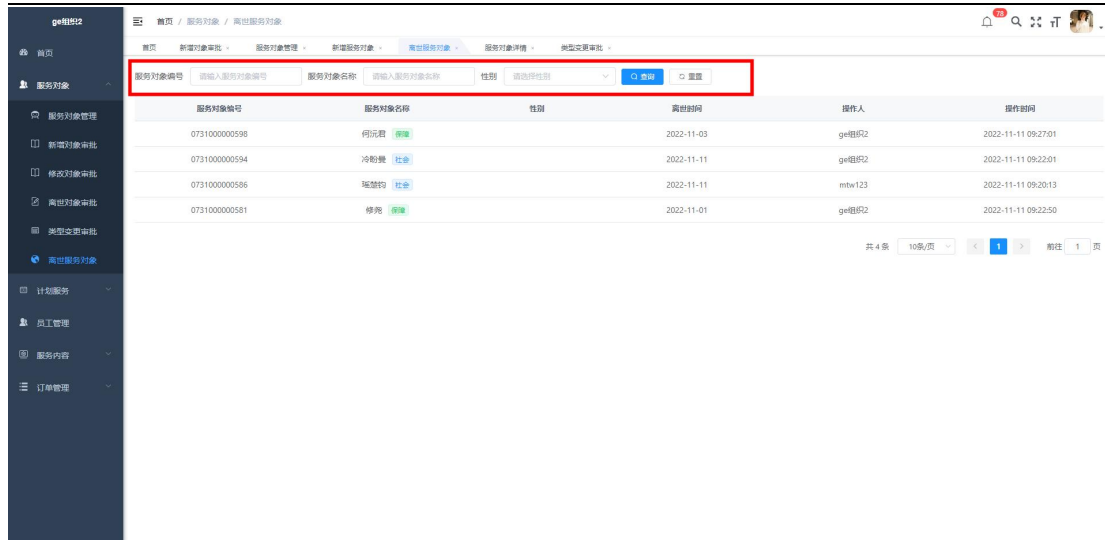 ge组织2
首页 / 服务对象 / 离世服务对象
78
首页
服务对象
服务对象管理
新增对象审批
修改对象审批
离世对象审批
类型变更审批
离世服务对象
计划服务
员工管理
服务内容
订单管理
首页 新增对象审批 × 服务对象管理 × 新增服务对象 × 离世服务对象 × 服务对象详情 × 类型变更审批 ×
服务对象编号 请输入服务对象编号 服务对象名称 请输入服务对象名称 性别 请选择性别 查询 重置
服务对象编号 服务对象名称 性别 离世时间 操作人 操作时间
0731000000598 何沅君 保障 2022-11-03 ge组织2 2022-11-11 09:27:01
0731000000594 冷盼曼 社会 2022-11-11 ge组织2 2022-11-11 09:22:01
0731000000586 瑶楚钧 社会 2022-11-11 mtw123 2022-11-11 09:20:13
0731000000581 修尧 保障 2022-11-01 ge组织2 2022-11-11 09:22:50
共 4 条 10条/页 1 前往 1 页